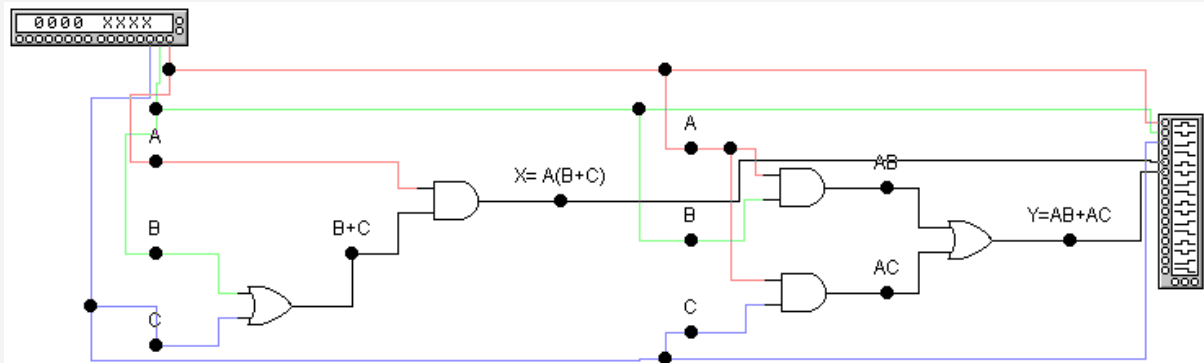 0000 XXXX
A
A
AB
X= A(B+C)
B
B
B+C
Y=AB+AC
AC
C
C